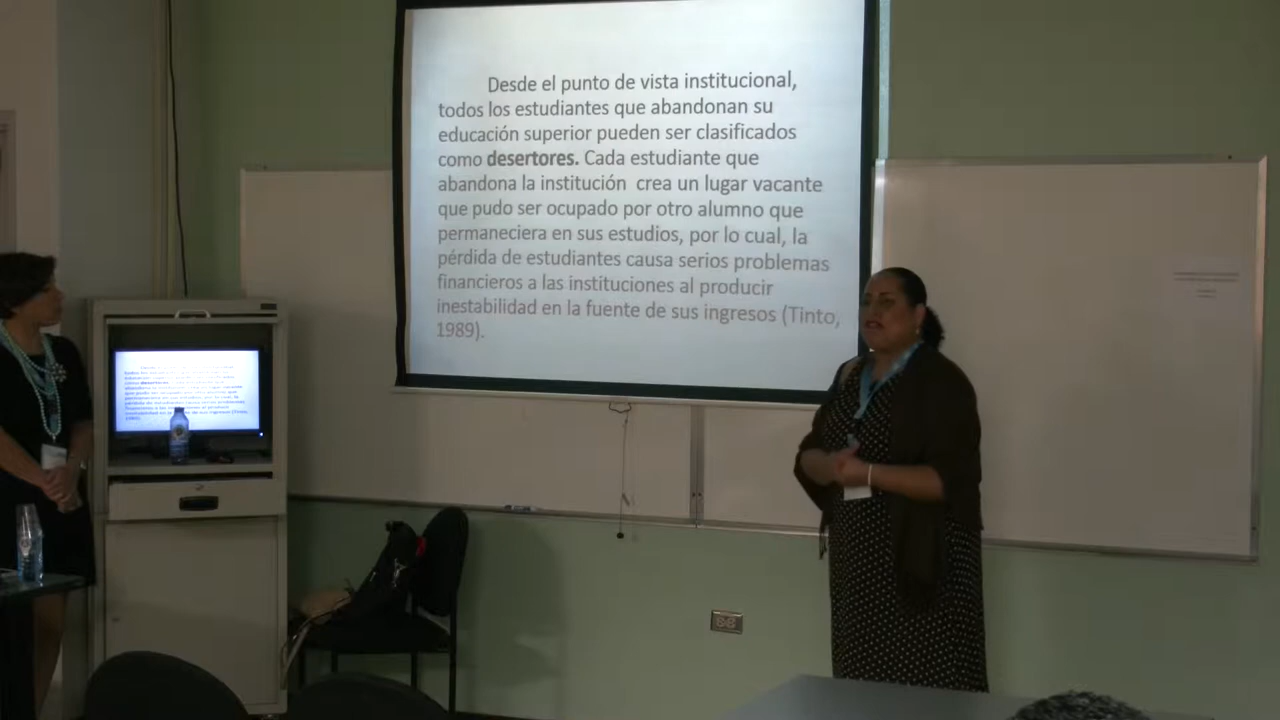 Desde el punto de vista institucional,
todos los estudiantes que abandonan su
educación superior pueden ser clasificados
como desertores. Cada estudiante que
abandona la institución crea un lugar vacante
que pudo ser ocupado por otro alumno que
permaneciera en sus estudios, por lo cual, la
pérdida de estudiantes causa serios problemas
financieros a las instituciones al producir
inestabilidad en la fuente de sus ingresos (Tinto,
1989).